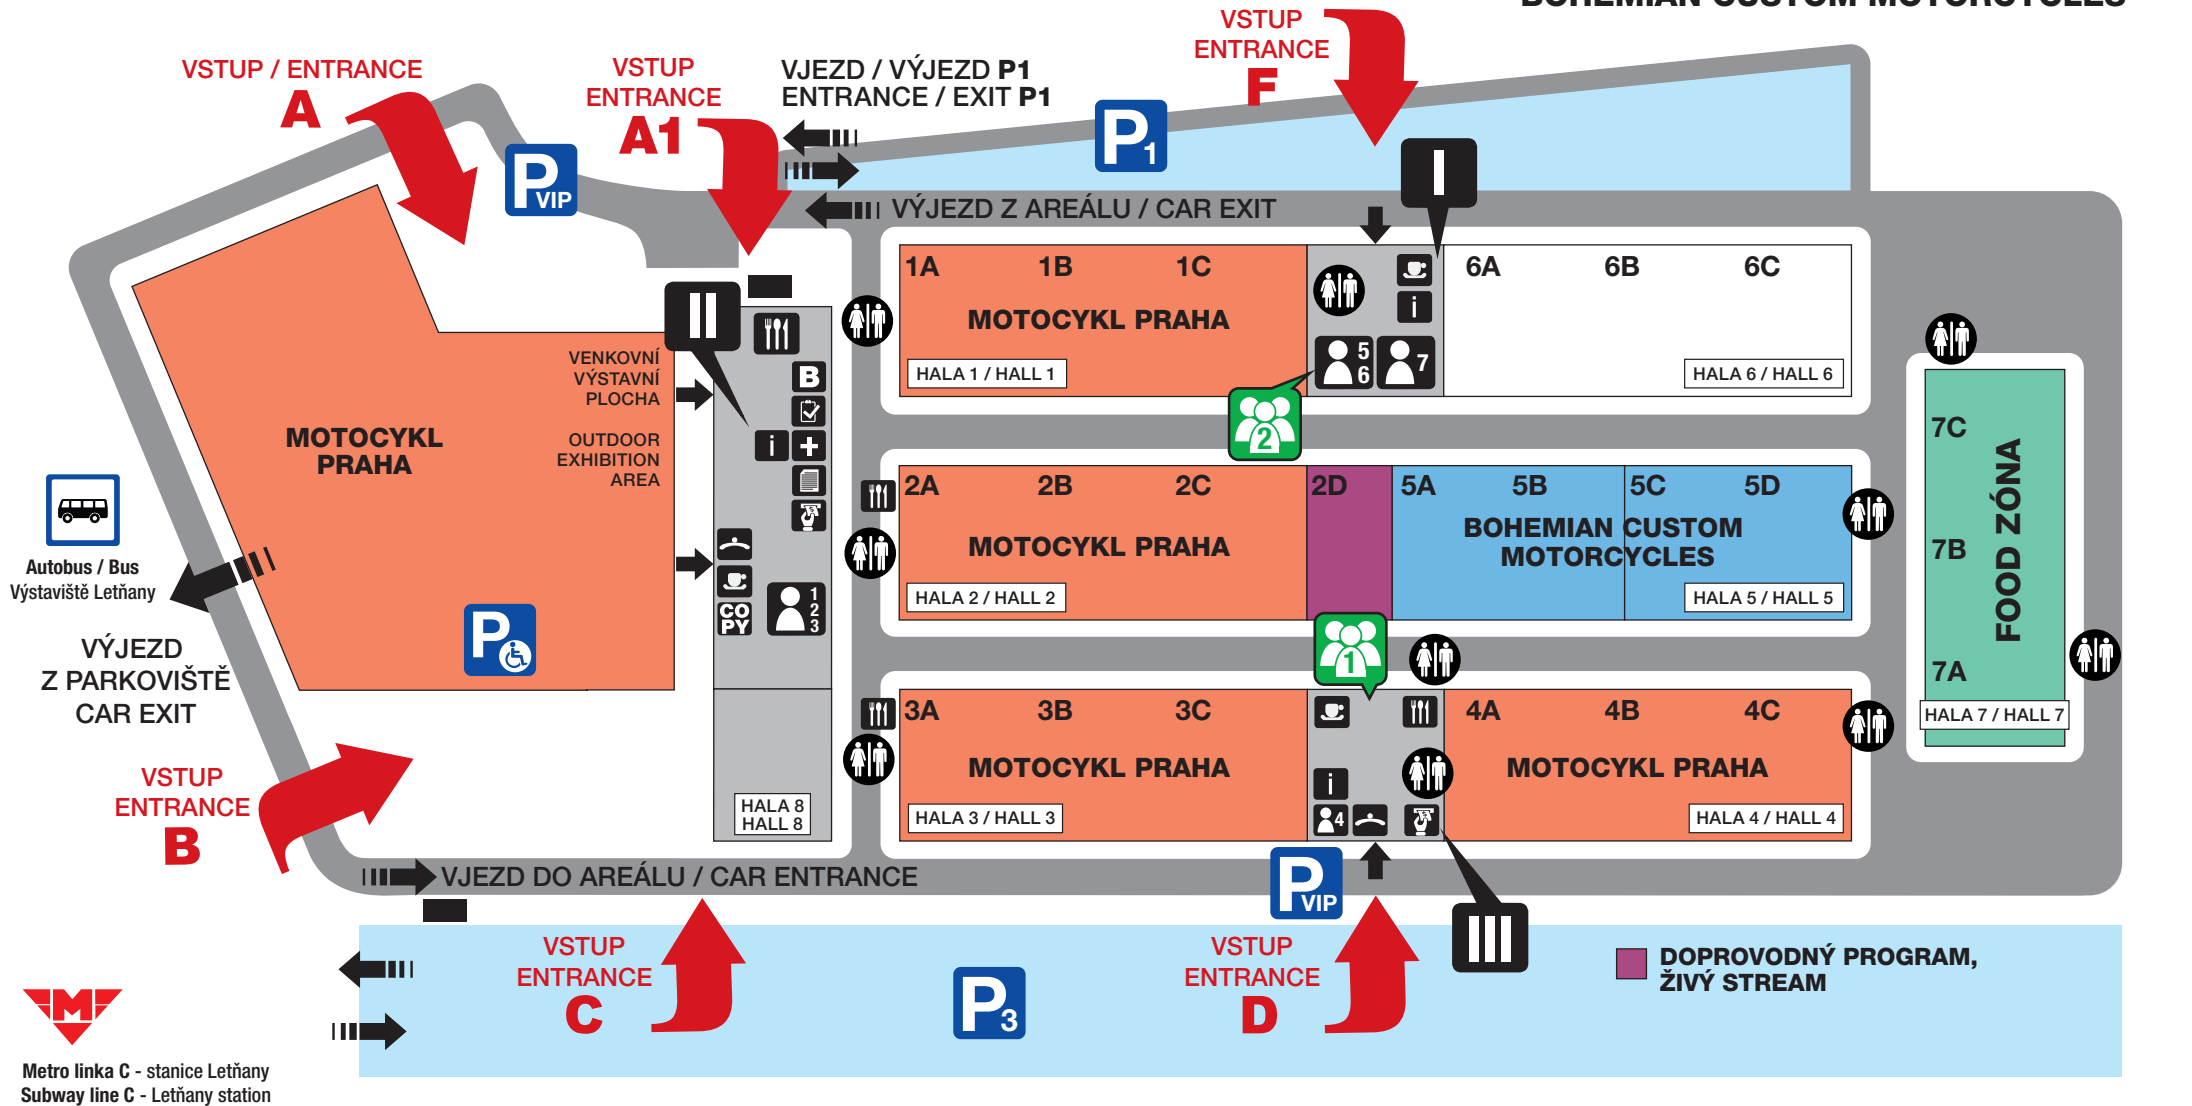 BOHEMIAN CUSTOM MOTORCYCLES
VSTUP / ENTRANCE
A
VSTUP
ENTRANCE
A1
VJEZD / VÝJEZD P1
ENTRANCE / EXIT P1
VSTUP
ENTRANCE
F
P1
PVIP
I
VÝJEZD Z AREÁLU / CAR EXIT
II
1A
1B
1C
MOTOCYKL PRAHA
HALA 1 / HALL 1
i
5
6
7
2
6A
6B
6C
HALA 6 / HALL 6
VENKOVNÍ
VÝSTAVNÍ
PLOCHA
OUTDOOR
EXHIBITION
AREA
MOTOCYKL
PRAHA
B
i
CO
PY
1
2
3
HALA 8
HALL 8
2A
2B
2C
2D
MOTOCYKL PRAHA
HALA 2 / HALL 2
5A
5B
5C
5D
BOHEMIAN CUSTOM
MOTORCYCLES
HALA 5 / HALL 5
7C
7B
7A
FOOD ZÓNA
HALA 7 / HALL 7
Autobus / Bus
Výstaviště Letňany
VÝJEZD
Z PARKOVIŠTĚ
CAR EXIT
P
1
3A
3B
3C
MOTOCYKL PRAHA
HALA 3 / HALL 3
i
4
4A
4B
4C
MOTOCYKL PRAHA
HALA 4 / HALL 4
VSTUP
ENTRANCE
B
VJEZD DO AREÁLU / CAR ENTRANCE
PVIP
III
VSTUP
ENTRANCE
C
P3
VSTUP
ENTRANCE
D
DOPROVODNÝ PROGRAM,
ŽIVÝ STREAM
M
Metro linka C - stanice Letňany
Subway line C - Letňany station